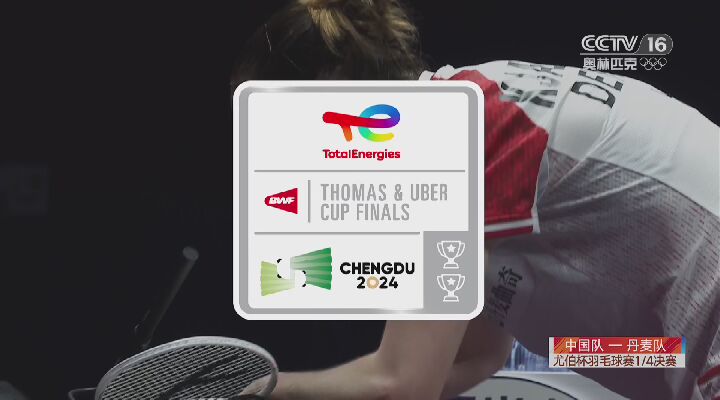 CCTV 16
奥林匹克
DE
TotalEnergies
BWF
THOMAS & UBER
CUP FINALS
CHENGDU
2024
中国队 — 丹麦队
尤伯杯羽毛球赛1/4决赛